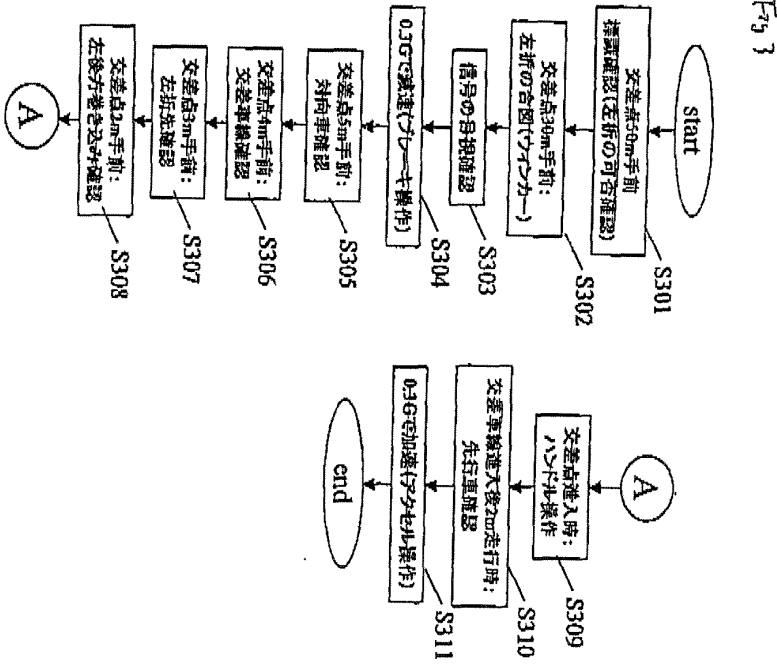 start
交差点50m手前
標識確認(左折の可否確認)
S301
交差点30m手前:
左折の合図(ウィンカー)
S302
信号の目視確認
S303
0.3Gで減速(ブレーキ操作)
S304
交差点5m手前:
対向車確認
S305
交差点4m手前:
交差車線確認
S306
交差点3m手前:
左折先確認
S307
交差点2m手前:
左後方巻き込み確認
S308
A
A
交差点進入時:
ハンドル操作
S309
交差車線進入後2m走行時:
先行車確認
S310
0.3Gで加速(アクセル操作)
S311
end